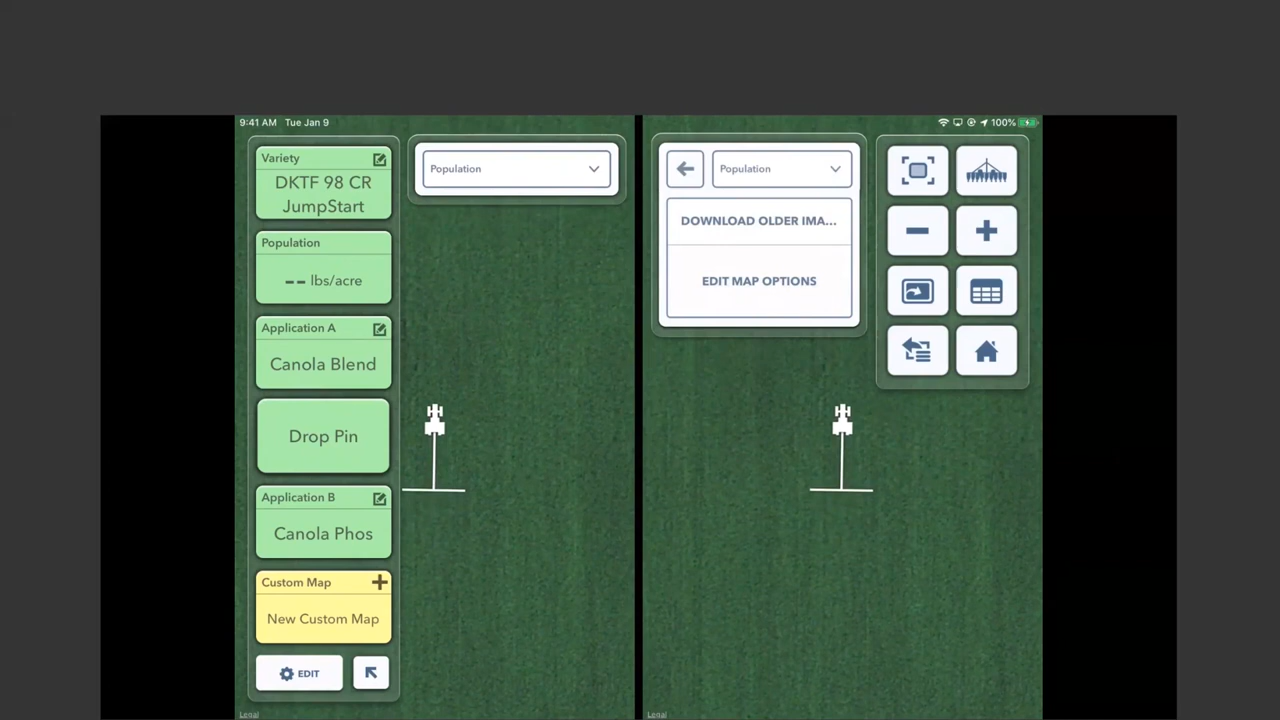 9:41 AM Tue Jan 9
100%
Variety
DKTF 98 CR
JumpStart
Population
-- lbs/acre
Application A
Canola Blend
Drop Pin
Application B
Canola Phos
Custom Map
New Custom Map
EDIT
Legal
Population
Population
DOWNLOAD OLDER IMA...
EDIT MAP OPTIONS
Legal